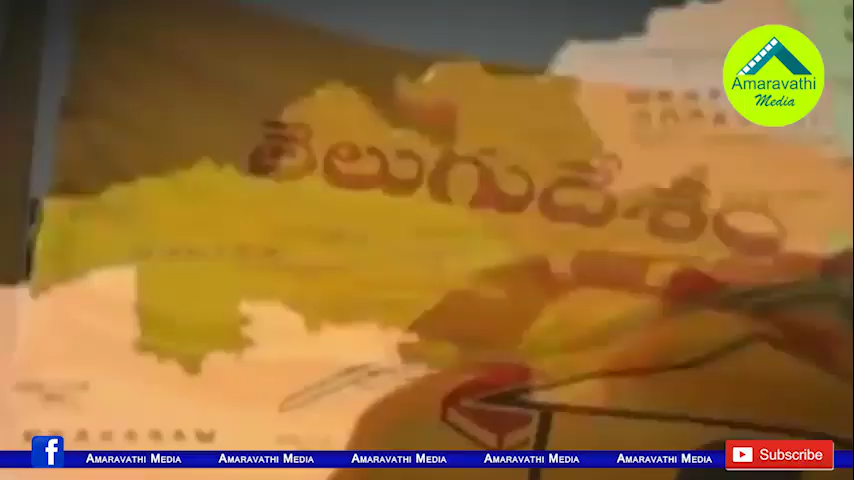 Amaravathi
Media
తెలుగుదేశం
f
AMARAVATHI MEDIA AMARAVATHI MEDIA AMARAVATHI MEDIA AMARAVATHI MEDIA AMARAVATHI MEDIA
Subscribe